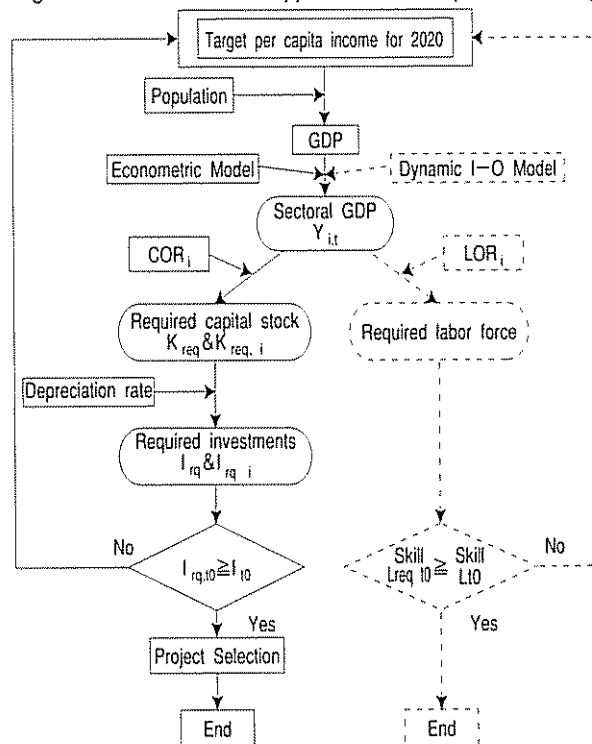 Target per capita income for 2020
Population
GDP
Econometric Model
Dynamic I-O Model
Sectoral GDP
Y i,t
COR i
LOR i
Required capital stock
K req & K req, i
Required labor force
Depreciation rate
Required investments
I rq & I rq i
No
I rq,t0 ≧ I t0
Skill Skill
Lreq t0 ≧ Lt0
No
Yes
Yes
Project Selection
End
End